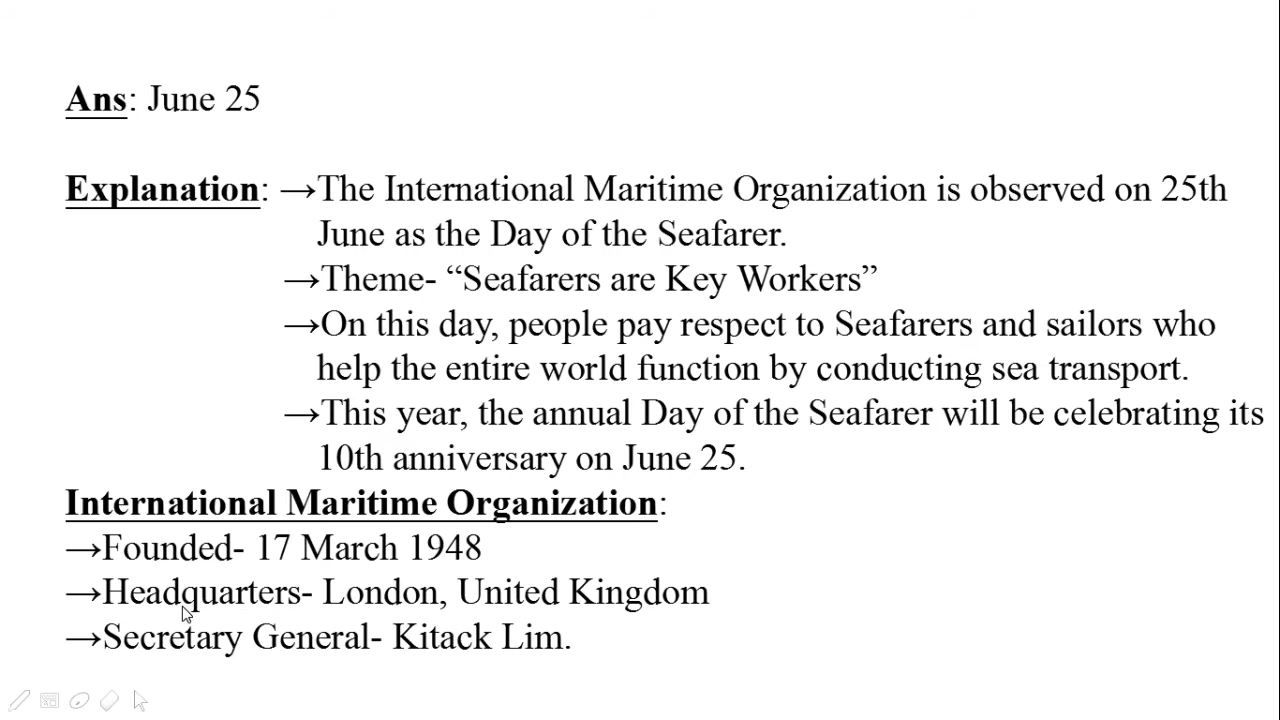 Ans: June 25
Explanation: →The International Maritime Organization is observed on 25th
June as the Day of the Seafarer.
→Theme- “Seafarers are Key Workers”
→On this day, people pay respect to Seafarers and sailors who
help the entire world function by conducting sea transport.
→This year, the annual Day of the Seafarer will be celebrating its
10th anniversary on June 25.
International Maritime Organization:
→Founded- 17 March 1948
→Headquarters- London, United Kingdom
→Secretary General- Kitack Lim.